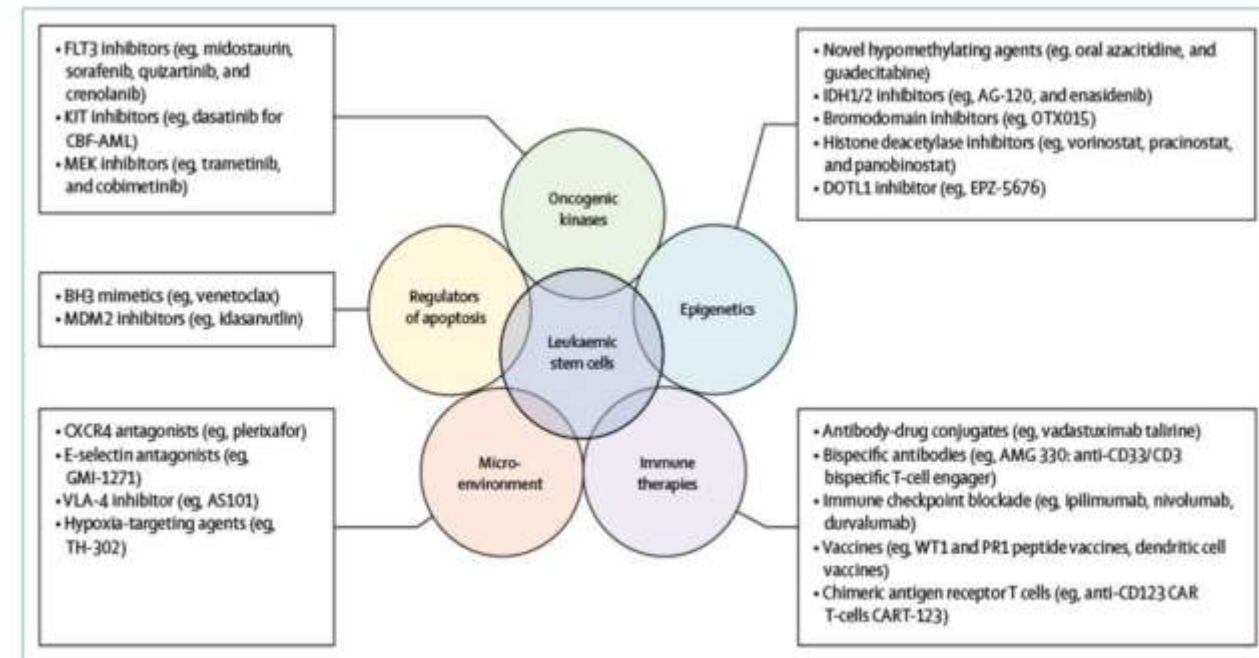 • FLT3 inhibitors (eg, midostaurin,
sorafenib, quizartinib, and
crenolanib)
• KIT inhibitors (eg, dasatinib for
CBF-AML)
• MEK inhibitors (eg, trametinib,
and cobimetinib)
• Novel hypomethylating agents (eg. oral azacitidine, and
guadecitabine)
• IDH1/2 inhibitors (eg, AG-120, and enasidenib)
• Bromodomain inhibitors (eg, OTX015)
• Histone deacetylase inhibitors (eg, vorinostat, pracinostat,
and panobinostat)
• DOTL1 inhibitor (eg, EPZ-5676)
Oncogenic
kinases
• BH3 mimetics (eg, venetoclax)
• MDM2 inhibitors (eg, idasanutlin)
Regulators
of apoptosis
Epigenetics
Leukaemic
stem cells
• CXCR4 antagonists (eg, plerixafor)
• E-selectin antagonists (eg,
GMI-1271)
• VLA-4 inhibitor (eg, AS101)
• Hypoxia-targeting agents (eg,
TH-302)
Micro-
environment
Immune
therapies
• Antibody-drug conjugates (eg, vadastuximab talirine)
• Bispecific antibodies (eg, AMG 330: anti-CD33/CD3
bispecific T-cell engager)
• Immune checkpoint blockade (eg, ipilimumab, nivolumab,
durvalumab)
• Vaccines (eg, WT1 and PR1 peptide vaccines, dendritic cell
vaccines)
• Chimeric antigen receptor T cells (eg, anti-CD123 CAR
T-cells CART-123)